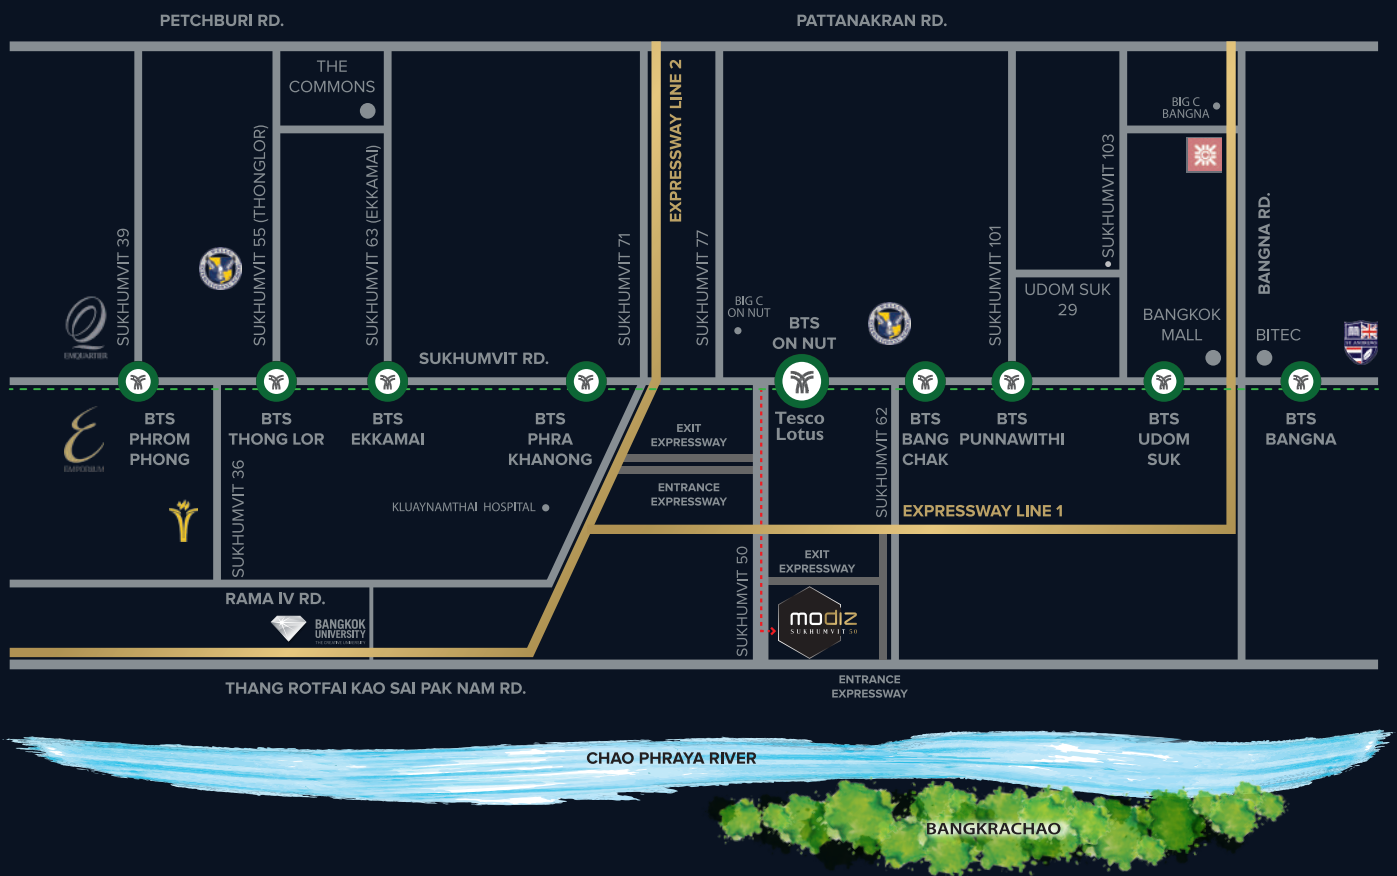 PETCHBURI RD.
PATTANAKRAN RD.
THE
COMMONS
EXPRESSWAY LINE 2
BIG C
BANGNA
SUKHUMVIT 39
SUKHUMVIT 55 (THONGLOR)
SUKHUMVIT 63 (EKKAMAI)
SUKHUMVIT 71
SUKHUMVIT 77
SUKHUMVIT 101
SUKHUMVIT 103
BANGNA RD.
UDOM SUK
29
BIG C
ON NUT
BTS
ON NUT
BANGKOK
MALL
BITEC
EMQUARTIER
ST ANDREWS
SUKHUMVIT RD.
BTS
PHROM
PHONG
BTS
THONG LOR
BTS
EKKAMAI
BTS
PHRA
KHANONG
Tesco
Lotus
BTS
BANG
CHAK
BTS
PUNNAWITHI
BTS
UDOM
SUK
BTS
BANGNA
EMPORIUM
SUKHUMVIT 36
EXIT
EXPRESSWAY
ENTRANCE
EXPRESSWAY
SUKHUMVIT 62
KLUAYNAMTHAI HOSPITAL
EXPRESSWAY LINE 1
SUKHUMVIT 50
EXIT
EXPRESSWAY
modiz
SUKHUMVIT 50
RAMA IV RD.
BANGKOK
UNIVERSITY
THE CREATIVE UNIVERSITY
ENTRANCE
EXPRESSWAY
THANG ROTFAI KAO SAI PAK NAM RD.
CHAO PHRAYA RIVER
BANGKRACHAO